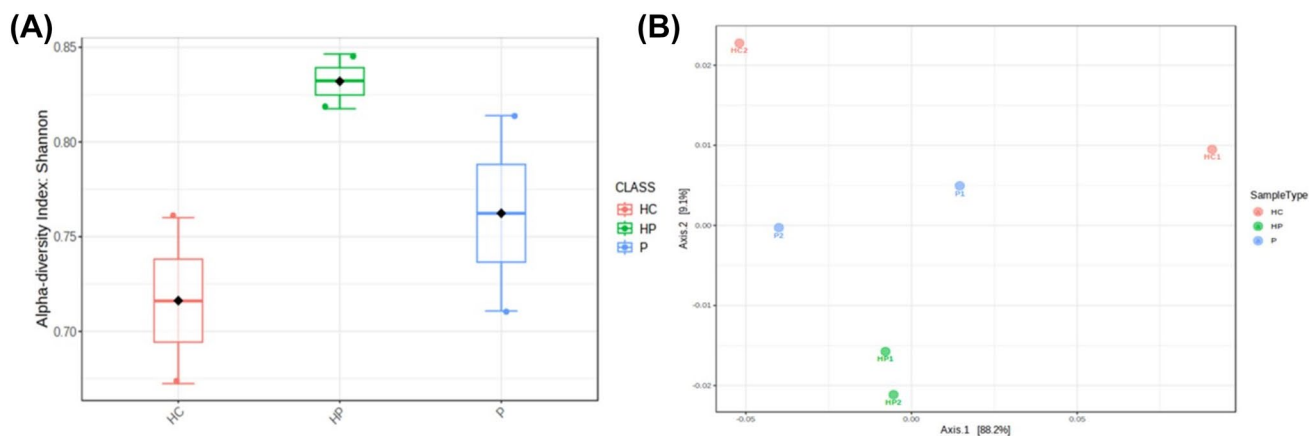 (A)
Alpha-diversity Index: Shannon
0.85
0.80
0.75
0.70
HC
HP
P
CLASS
HC
HP
P
(B)
Axis.2 [9.1%]
0.02
0.01
0.00
-0.01
-0.02
HC2
HC1
P1
P2
HP1
HP2
-0.05
0.00
0.05
Axis.1 [88.2%]
SampleType
HC
HP
P